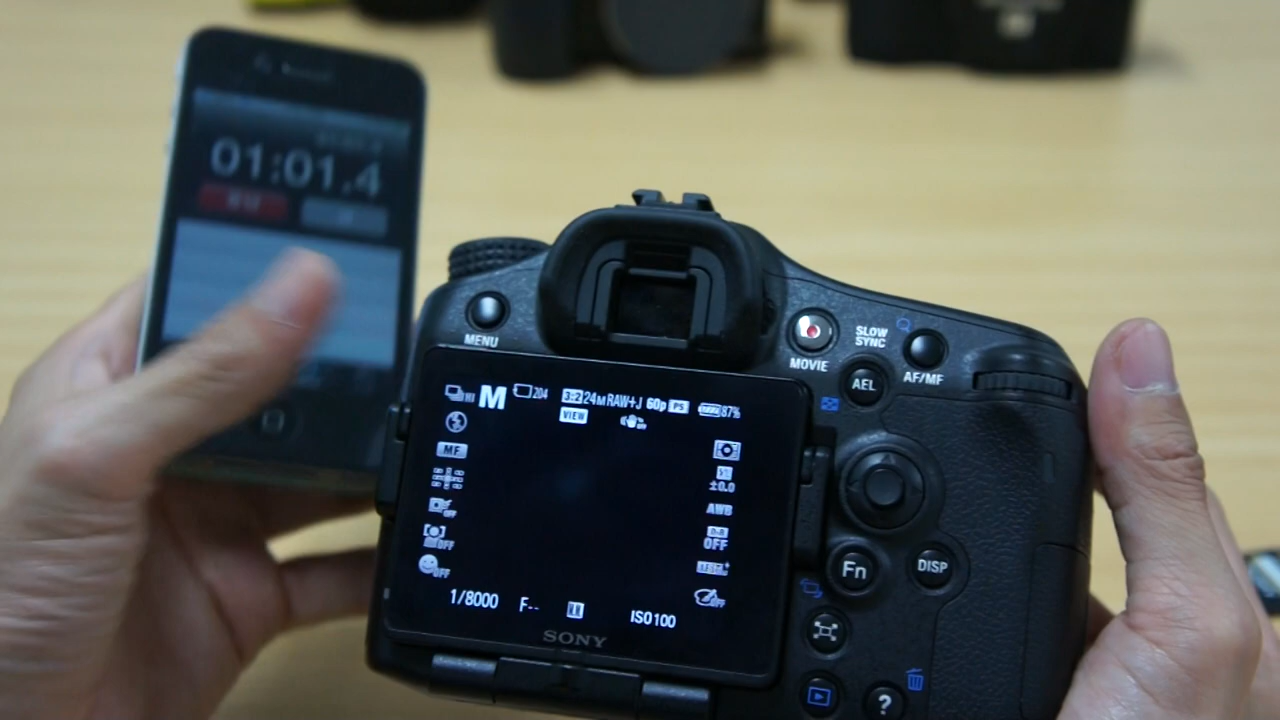 01:01.4
MENU
MOVIE
SLOW
SYNC
AEL
AF/MF
M
204
3:2 24M RAW+J 60p
87%
VIEW
MF
±0.0
AWB
OFF
D-R
OFF
OFF
OFF
OFF
1/8000 F-- ISO100
SONY
Fn
DISP
?